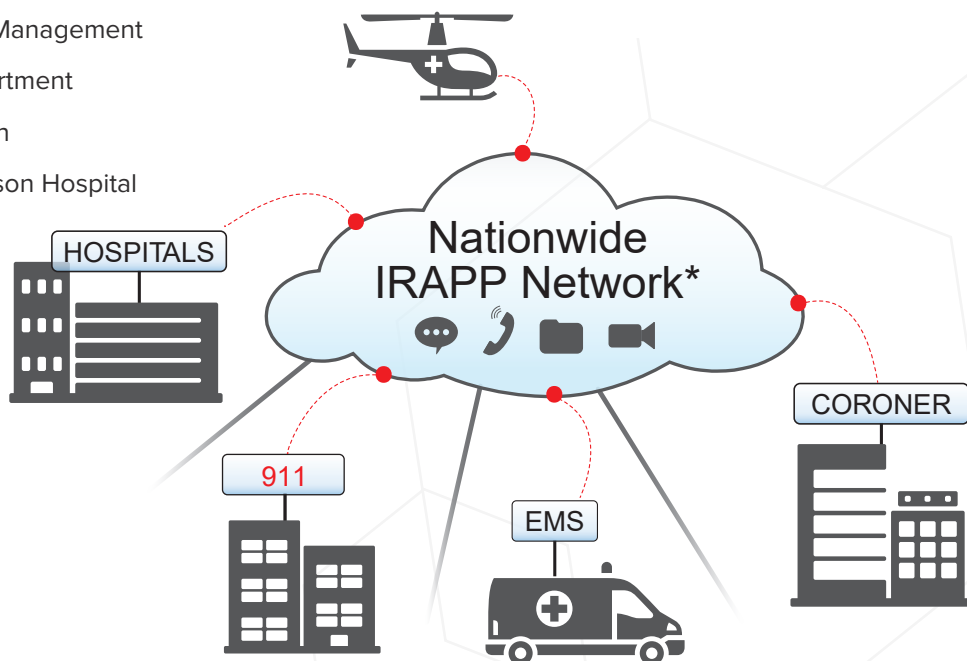 Management
rtment
n
son Hospital
HOSPITALS
Nationwide
IRAPP Network*
CORONER
911
EMS